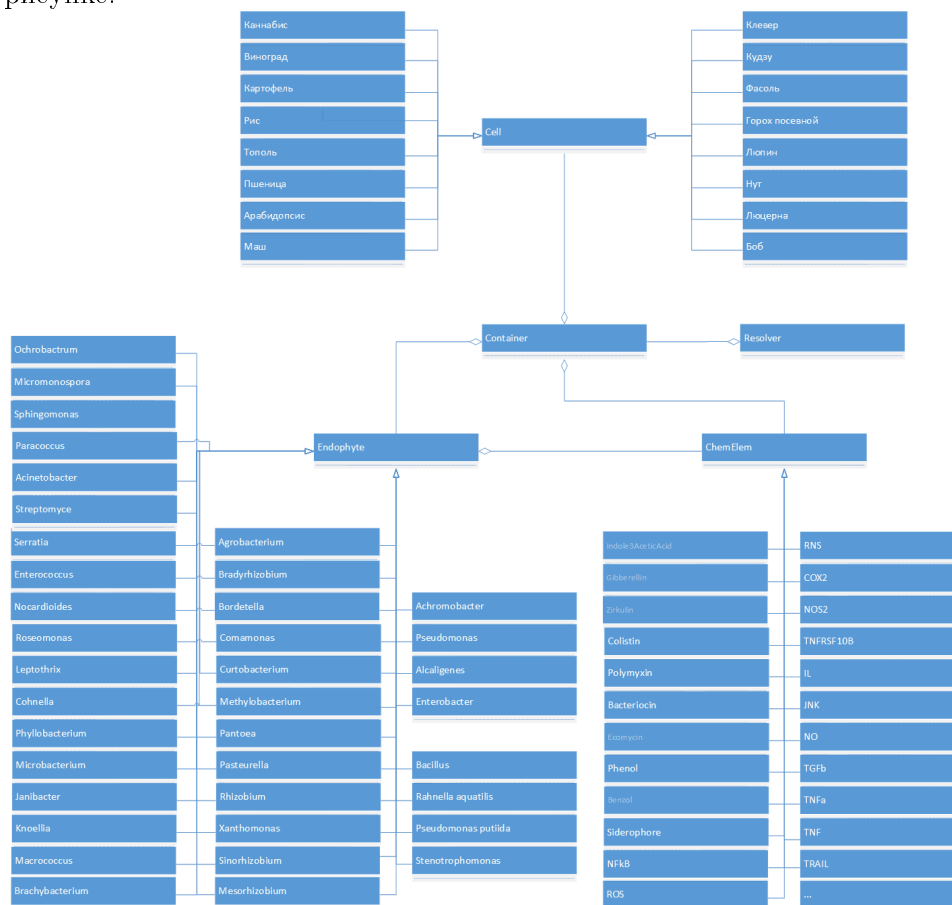 рисунке.
Каннабис
Виноград
Картофель
Рис
Тополь
Пшеница
Арабидопсис
Маш
Cell
Клевер
Кудзу
Фасоль
Горох посевной
Люпин
Нут
Люцерна
Боб
Container
Resolver
Endophyte
ChemElem
Ochrobactrum
Micromonospora
Sphingomonas
Paracoccus
Acinetobacter
Streptomyce
Serratia
Enterococcus
Nocardioides
Roseomonas
Leptothrix
Cohnella
Phyllobacterium
Microbacterium
Janibacter
Knoellia
Macrococcus
Brachybacterium
Agrobacterium
Bradyrhizobium
Bordetella
Comamonas
Curtobacterium
Methylobacterium
Pantoea
Pasteurella
Rhizobium
Xanthomonas
Sinorhizobium
Mesorhizobium
Achromobacter
Pseudomonas
Alcaligenes
Enterobacter
Bacillus
Rahnella aquatilis
Pseudomonas putiida
Stenotrophomonas
Indole3AceticAcid
Gibberellin
Zirkulin
Colistin
Polymyxin
Bacteriocin
Exomycin
Phenol
Benzol
Siderophore
NFkB
ROS
RNS
COX2
NOS2
TNFRSF10B
IL
JNK
NO
TGFb
TNFa
TNF
TRAIL
...